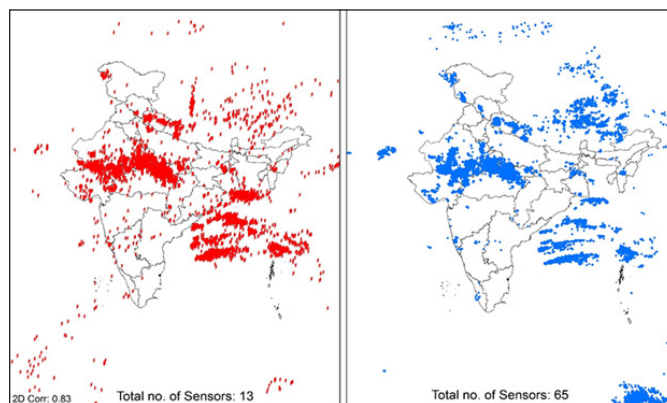 2D Corr: 0.83
Total no. of Sensors: 13
Total no. of Sensors: 65